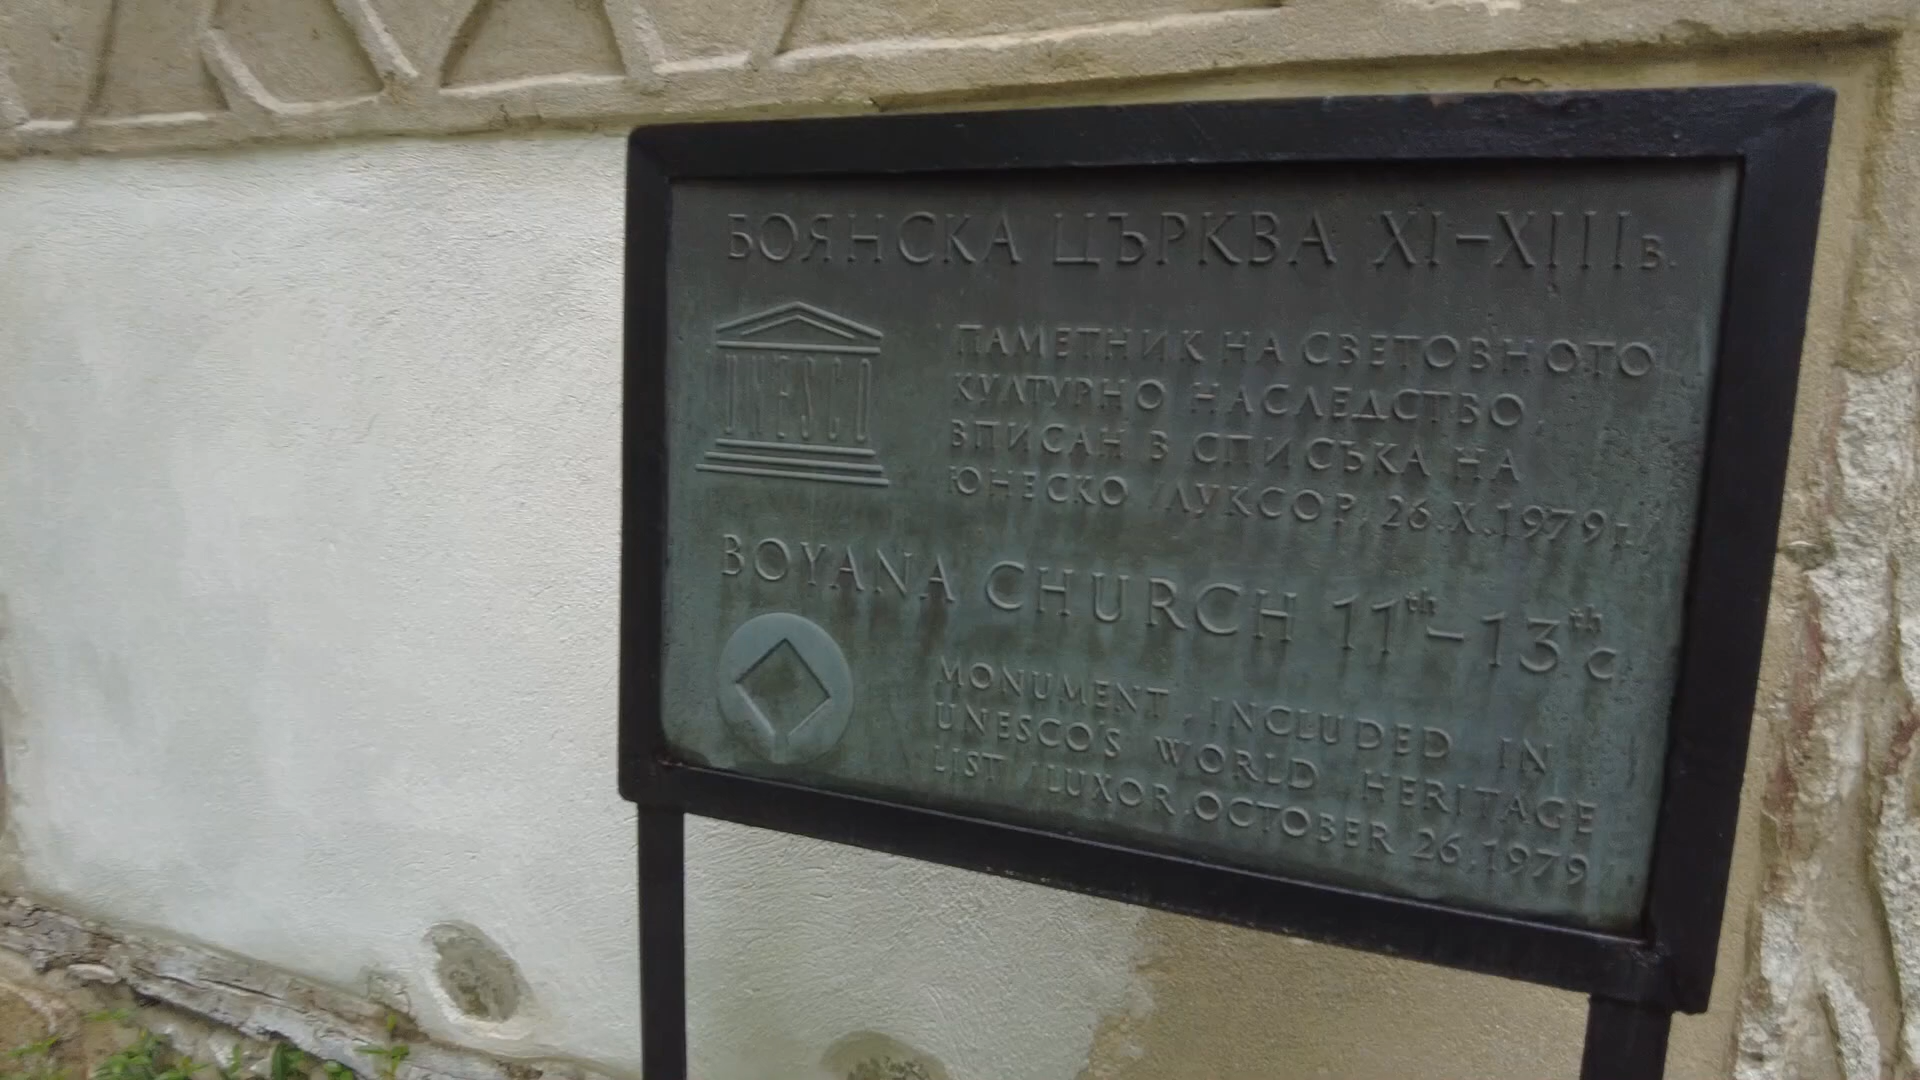 БОЯНСКА ЦЪРКВА XI–XIII в.
UNESCO
ПАМЕТНИК НА СВЕТОВНОТО
КУЛТУРНО НАСЛЕДСТВО,
ВПИСАН В СПИСЪКА НА
ЮНЕСКО /ЛУКСОР, 26.X.1979г./
BOYANA CHURCH 11th–13th c
MONUMENT, INCLUDED IN
UNESCO'S WORLD HERITAGE
LIST /LUXOR, OCTOBER 26, 1979